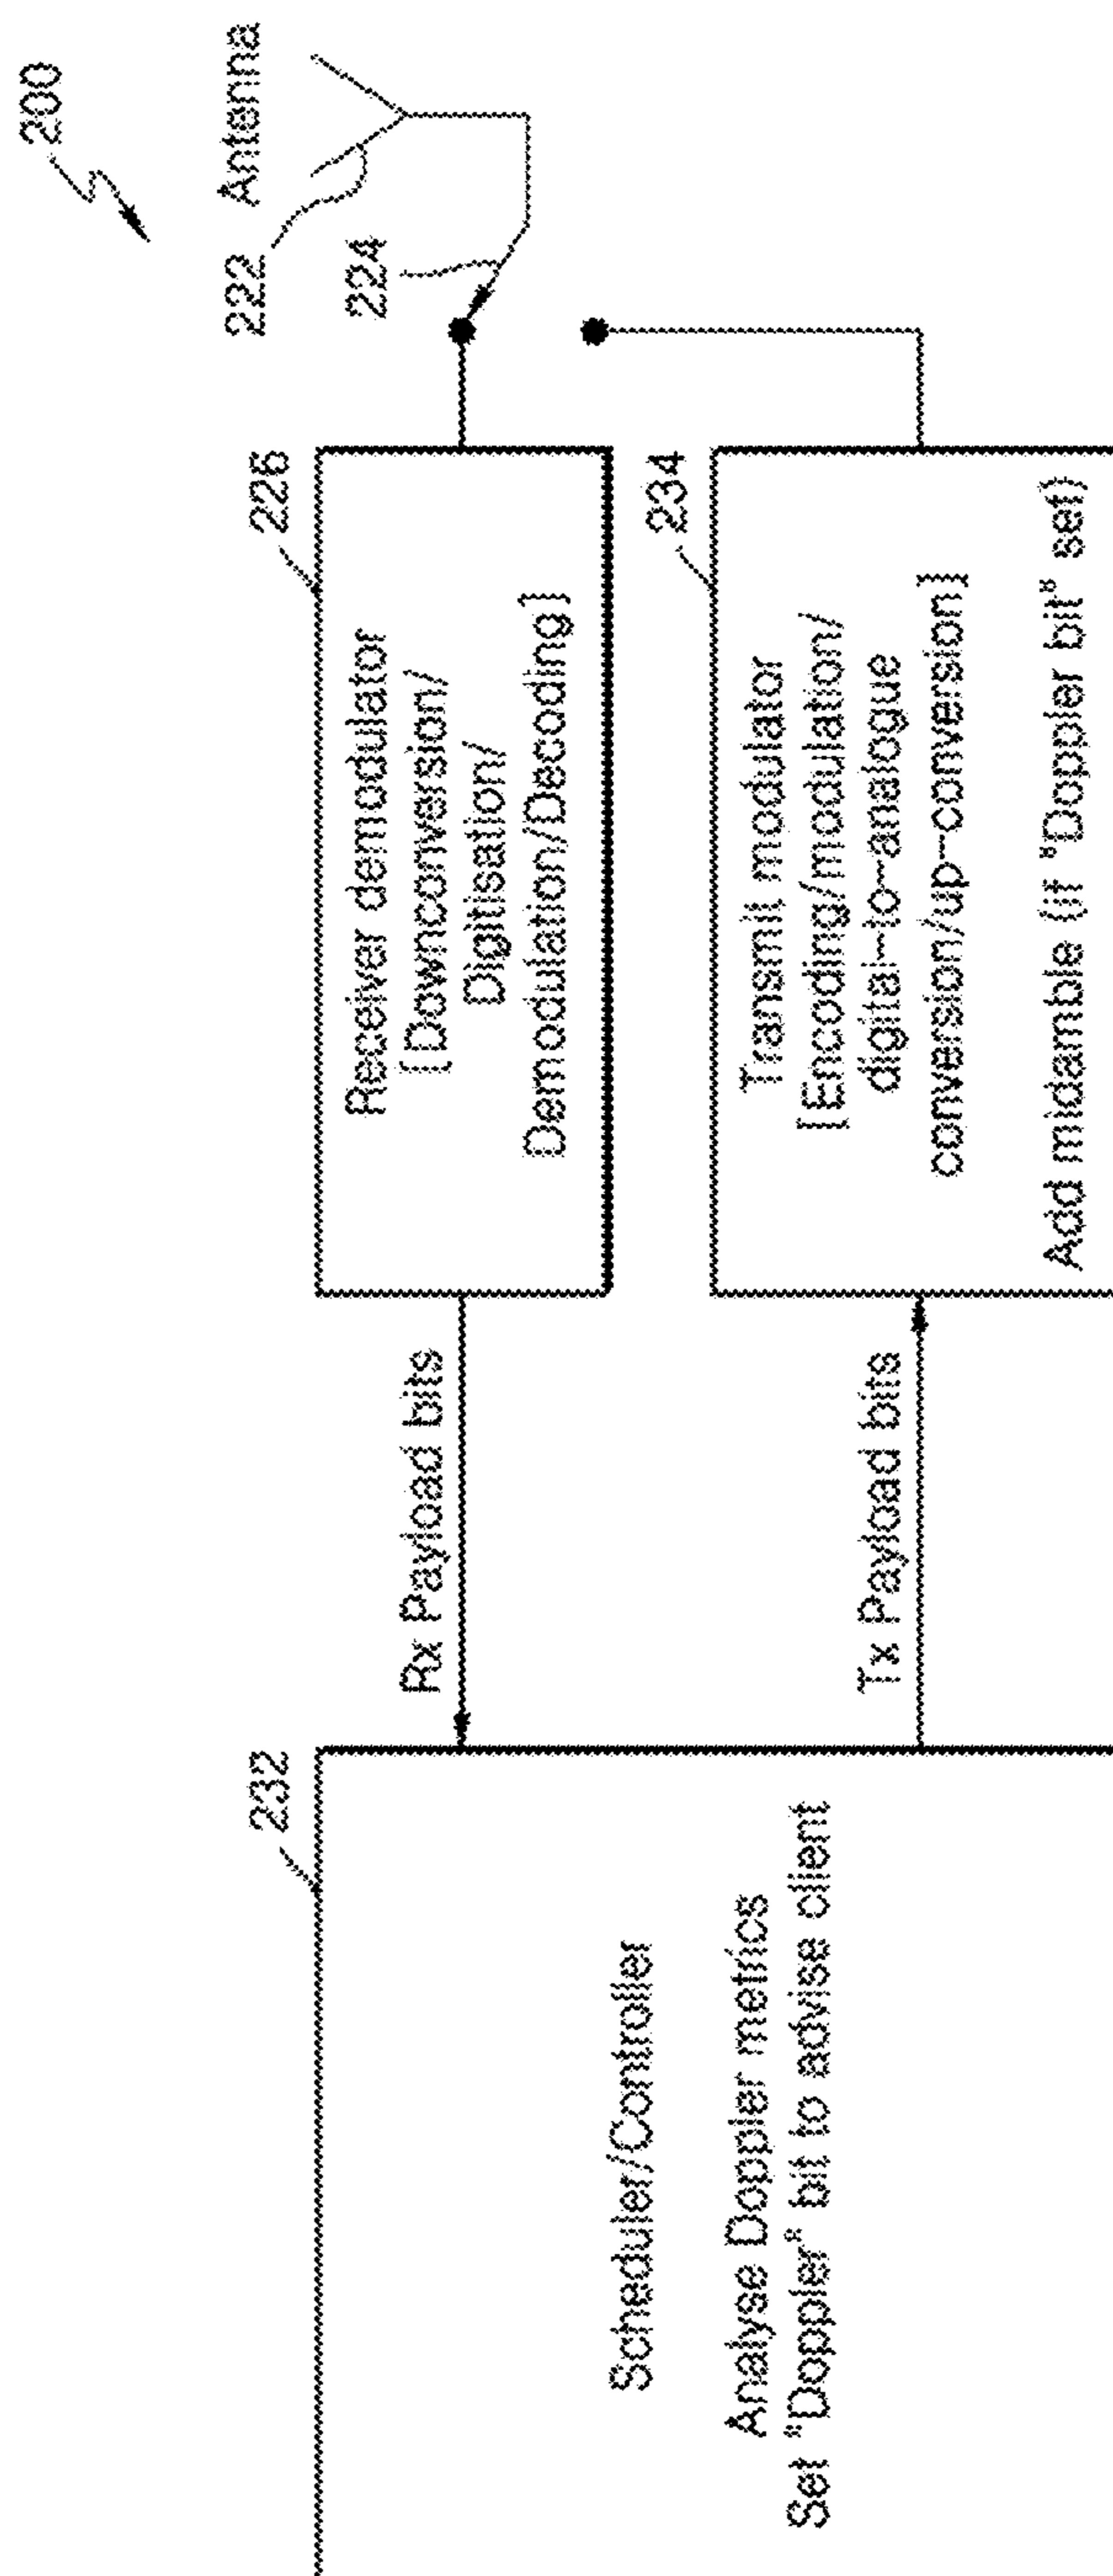 200
Antenna
222
224
226
Receiver demodulator
[Downconversion/
Digitisation/
Demodulation/Decoding]
234
Transmit modulator
[Encoding/modulation/
digital-to-analogue
conversion/up-conversion]
Add midamble (if "Doppler bit" set)
Rx Payload bits
Tx Payload bits
232
Scheduler/Controller
Analyse Doppler metrics
Set "Doppler" bit to advise client